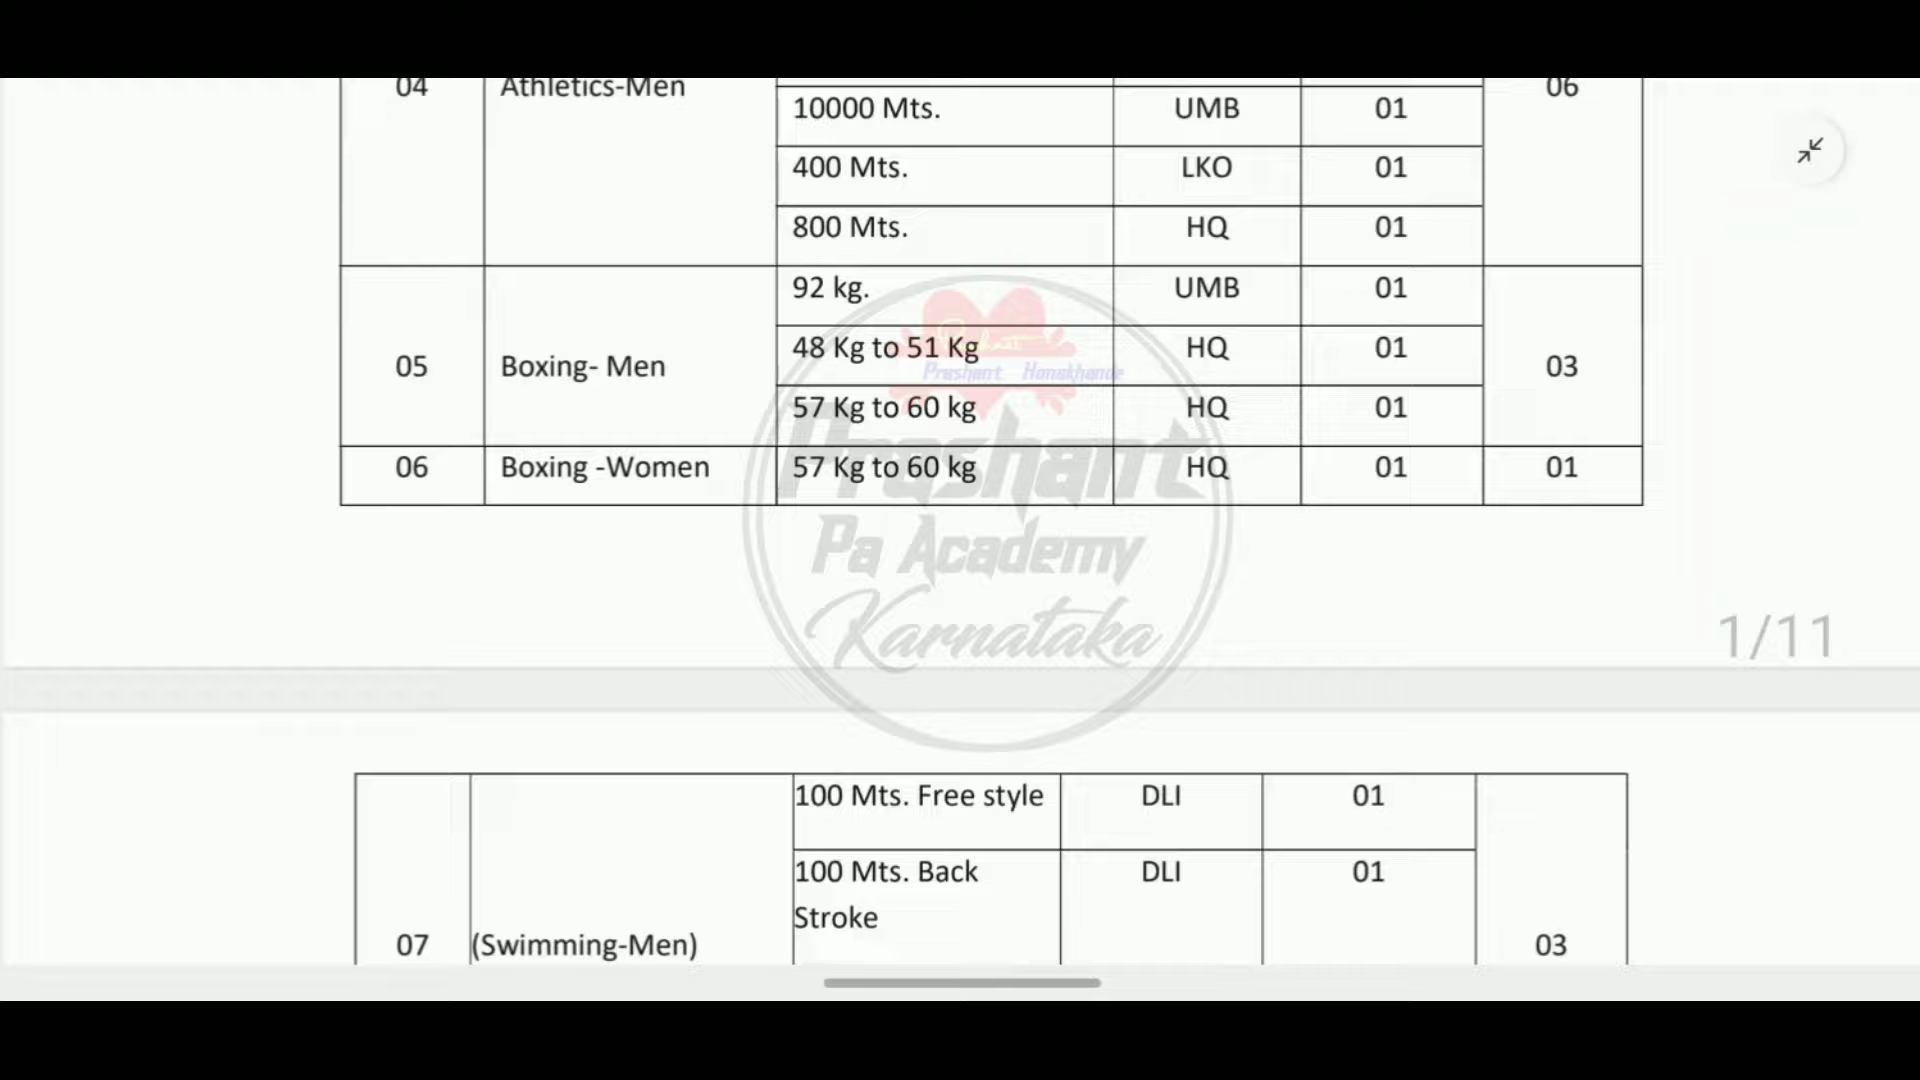 04 Athletics-Men 06
10000 Mts. UMB 01
400 Mts. LKO 01
800 Mts. HQ 01
92 kg. UMB 01
48 Kg to 51 Kg HQ 01
05 Boxing- Men 03
57 Kg to 60 kg HQ 01
06 Boxing -Women 57 Kg to 60 kg HQ 01 01
Prashant Honakhande
Prashant
Pa Academy
Karnataka
1/11
100 Mts. Free style DLI 01
100 Mts. Back DLI 01
Stroke
07 (Swimming-Men) 03